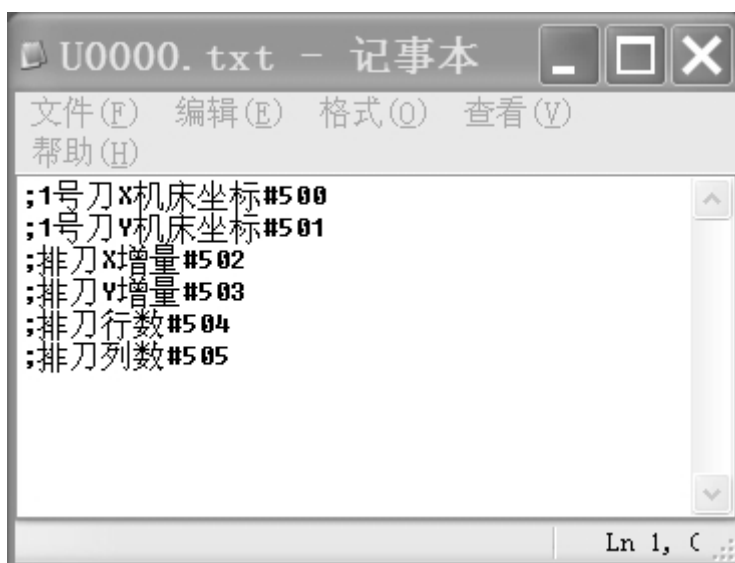 U0000.txt - 记事本
文件(F) 编辑(E) 格式(O) 查看(V)
帮助(H)
;1号刀X机床坐标#500
;1号刀Y机床坐标#501
;排刀X增量#502
;排刀Y增量#503
;排刀行数#504
;排刀列数#505
Ln 1, C